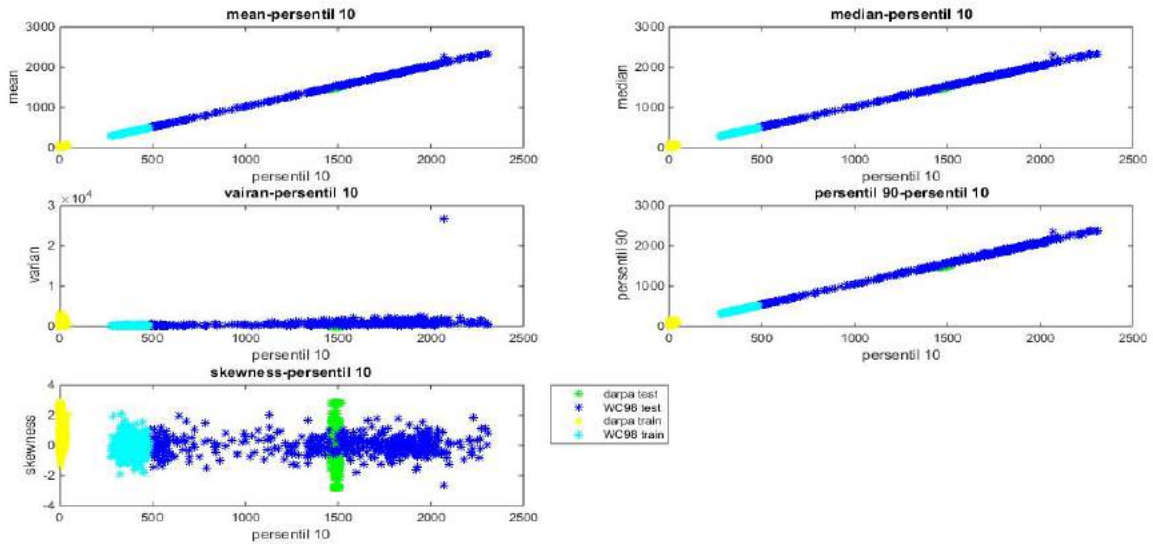 mean-persentil 10
3000
2000
1000
0
mean
0 500 1000 1500 2000 2500
persentil 10
median-persentil 10
3000
2000
1000
0
median
0 500 1000 1500 2000 2500
persentil 10
vairan-persentil 10
×10⁴
3
2
1
0
varian
0 500 1000 1500 2000 2500
persentil 10
persentil 90-persentil 10
3000
2000
1000
0
persentil 90
0 500 1000 1500 2000 2500
persentil 10
skewness-persentil 10
4
2
0
-2
-4
skewness
0 500 1000 1500 2000 2500
persentil 10
darpa test
WC98 test
darpa train
WC98 train